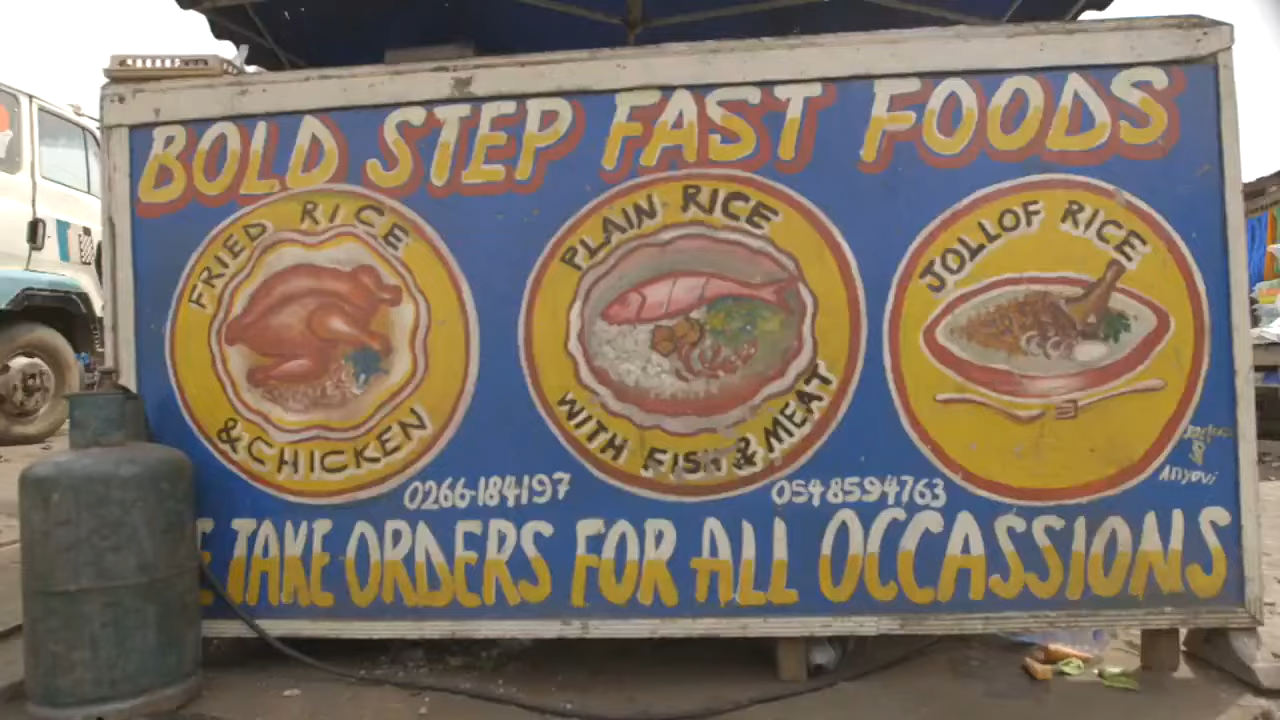 BOLD STEP FAST FOODS
FRIED RICE
& CHICKEN
PLAIN RICE
WITH FISH & MEAT
JOLLOF RICE
0266184197
0548594763
Anyovi
E TAKE ORDERS FOR ALL OCCASSIONS